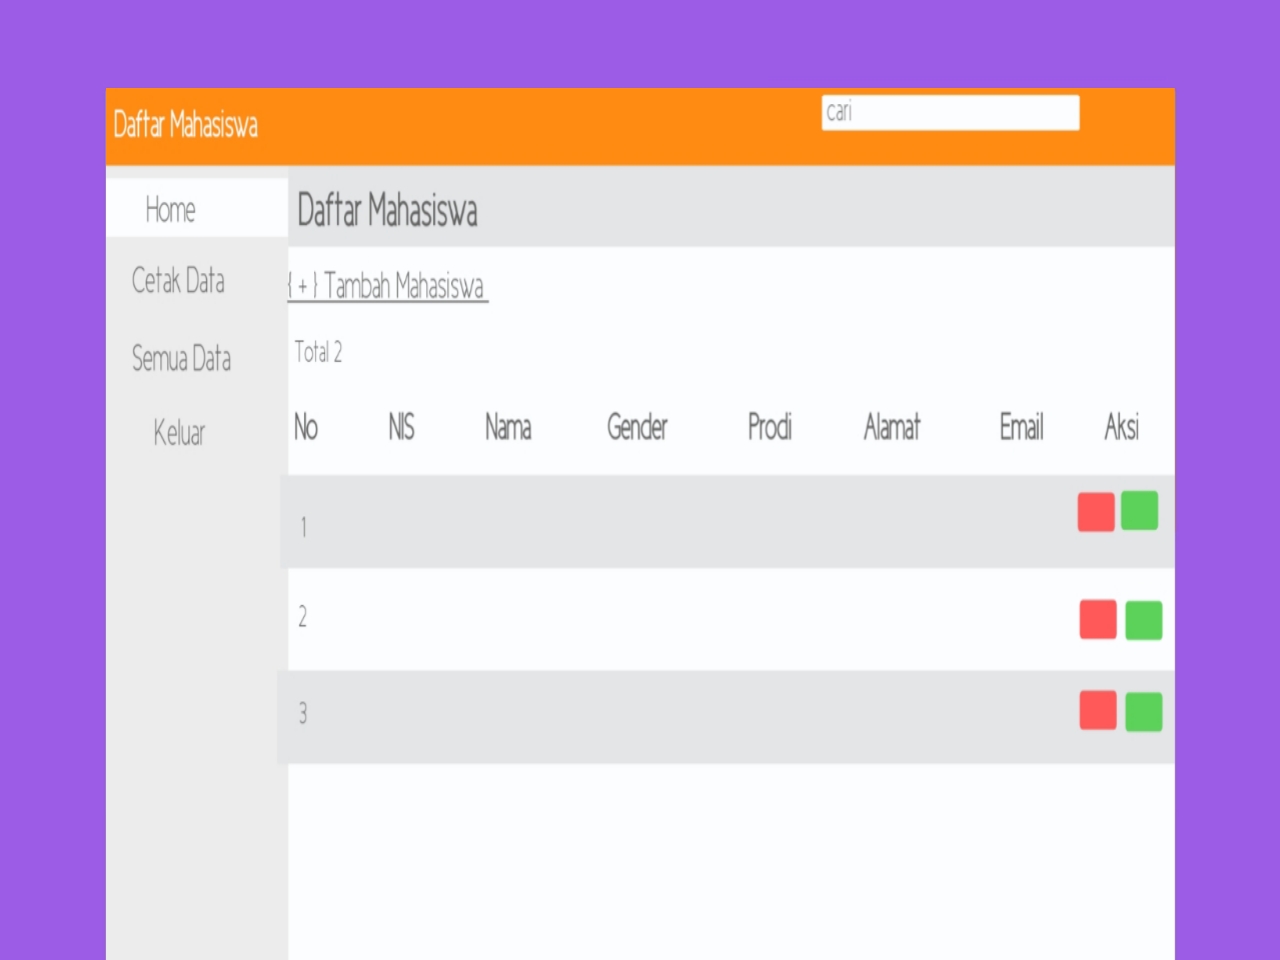 Daftar Mahasiswa
cari
Home
Cetak Data
Semua Data
Keluar
Daftar Mahasiswa
{ + } Tambah Mahasiswa
Total 2
No NIS Nama Gender Prodi Alamat Email Aksi
1
2
3